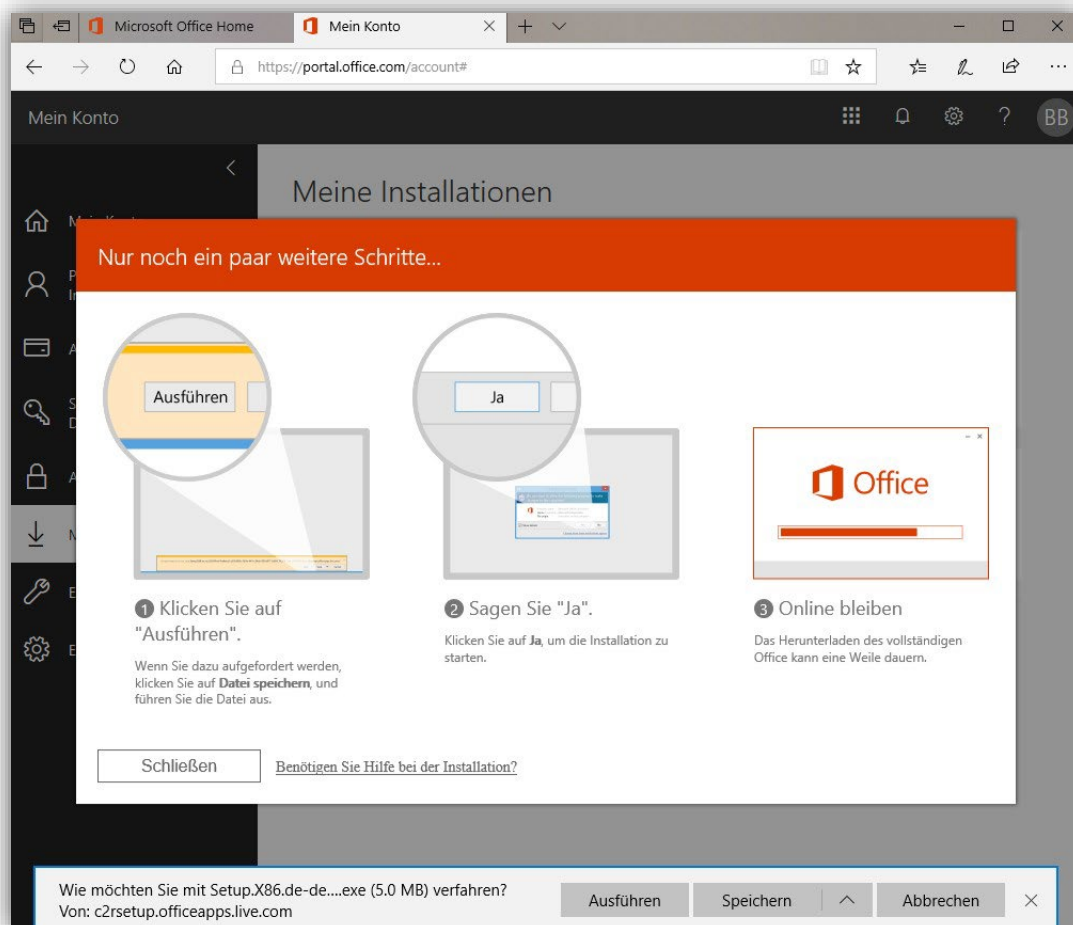 Microsoft Office Home
Mein Konto
https://portal.office.com/account#
Mein Konto
BB
Meine Installationen
Nur noch ein paar weitere Schritte...
Ausführen
Ja
Office
1 Klicken Sie auf
"Ausführen".
Wenn Sie dazu aufgefordert werden,
klicken Sie auf Datei speichern, und
führen Sie die Datei aus.
2 Sagen Sie "Ja".
Klicken Sie auf Ja, um die Installation zu
starten.
3 Online bleiben
Das Herunterladen des vollständigen
Office kann eine Weile dauern.
Schließen
Benötigen Sie Hilfe bei der Installation?
Wie möchten Sie mit Setup.X86.de-de....exe (5.0 MB) verfahren?
Von: c2rsetup.officeapps.live.com
Ausführen
Speichern
Abbrechen